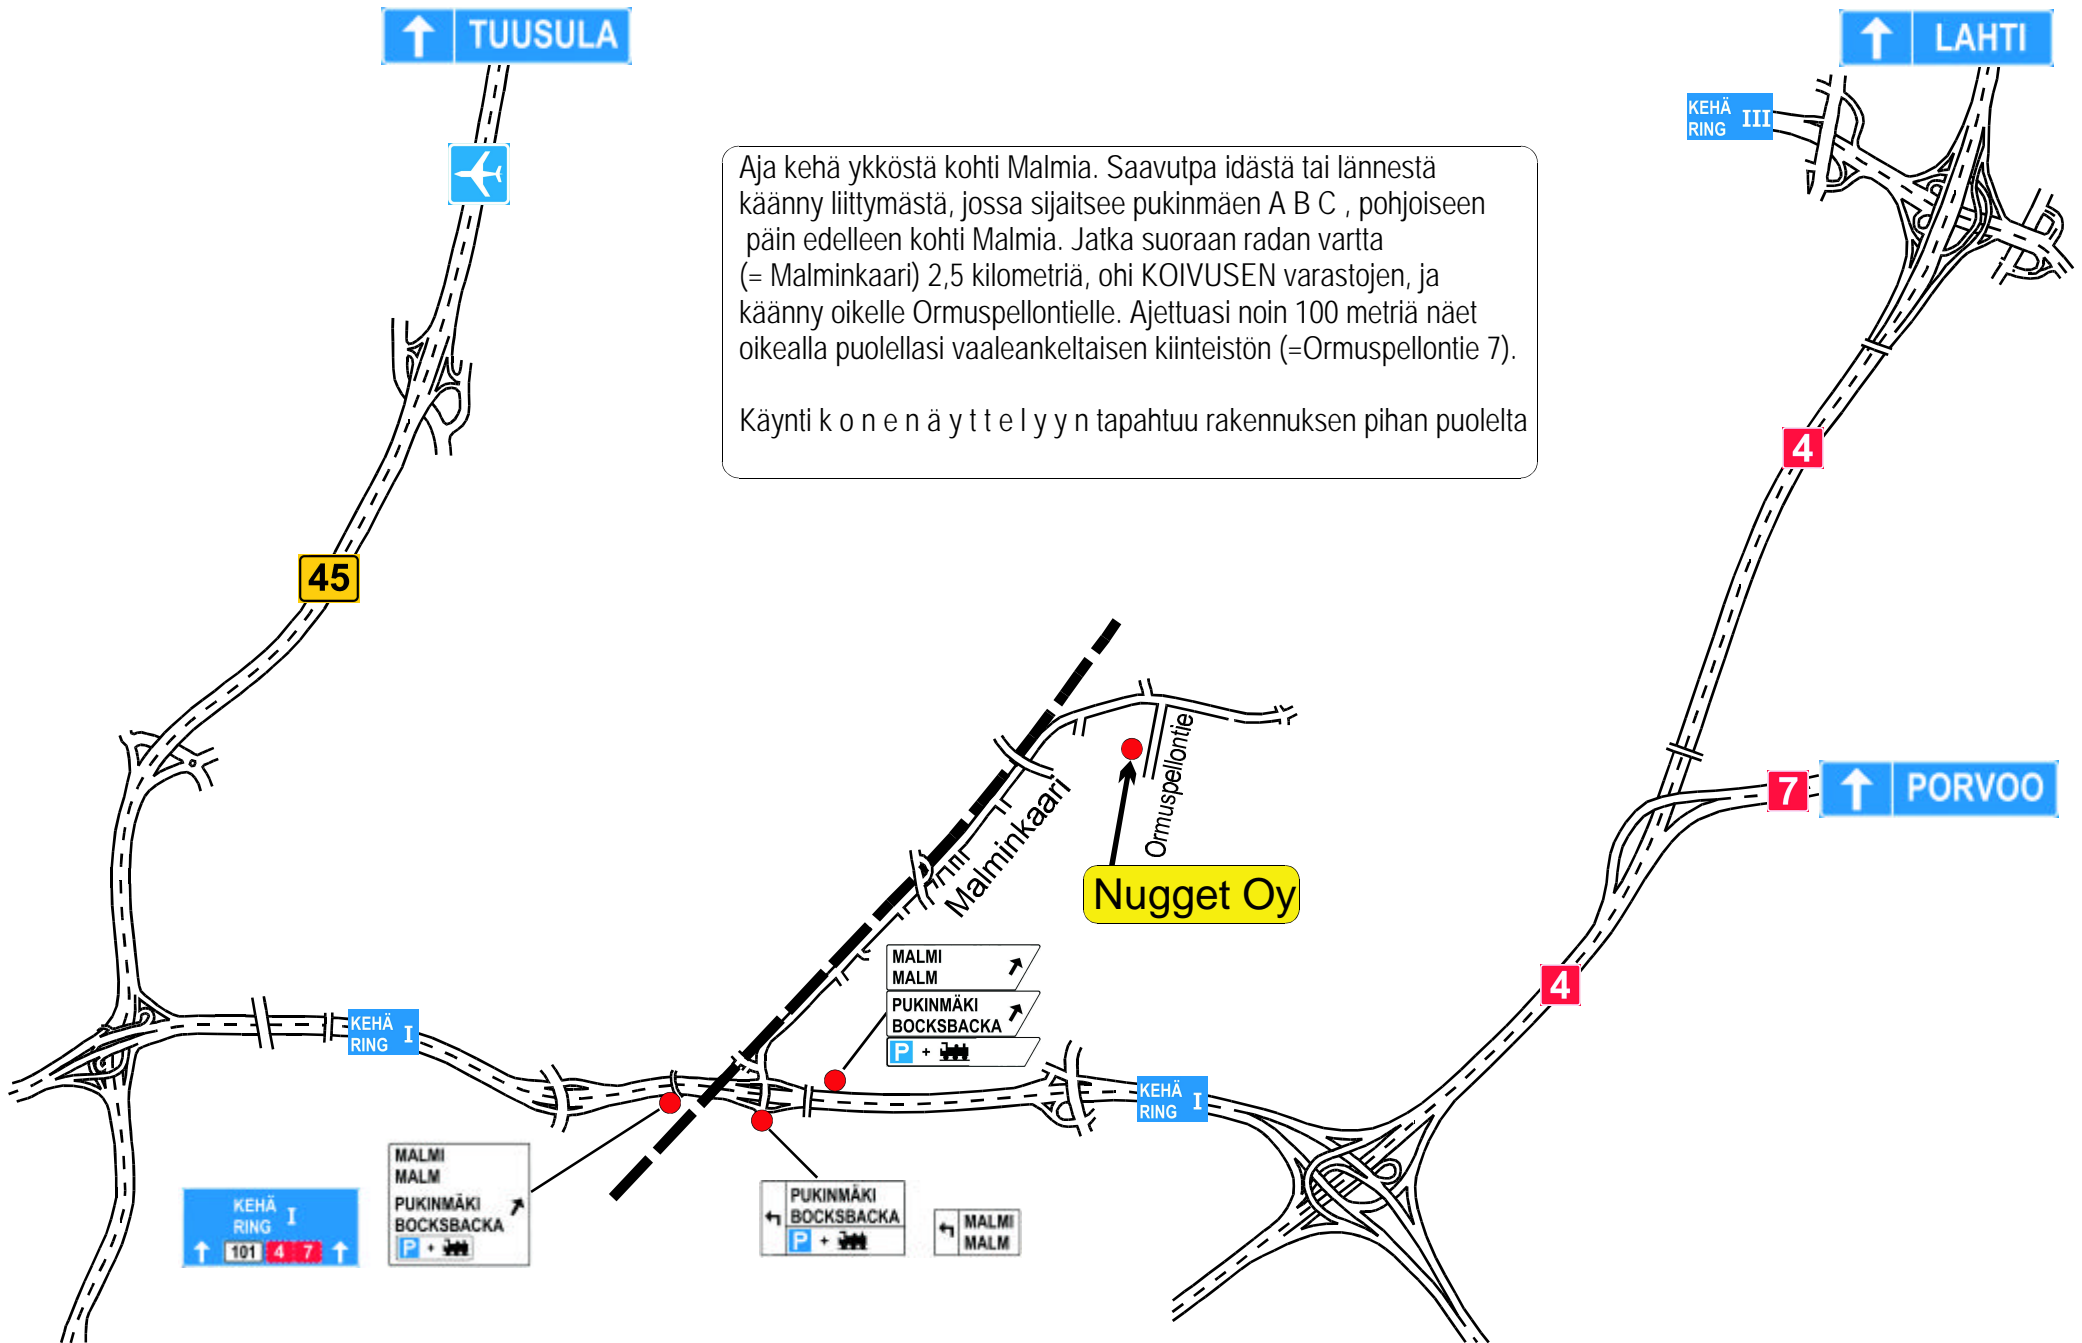 TUUSULA
LAHTI
KEHÄ
RING III
Aja kehä ykköstä kohti Malmia. Saavutpa idästä tai lännestä
käänny liittymästä, jossa sijaitsee pukinmäen A B C , pohjoiseen
päin edelleen kohti Malmia. Jatka suoraan radan vartta
(= Malminkaari) 2,5 kilometriä, ohi KOIVUSEN varastojen, ja
käänny oikelle Ormuspellontielle. Ajettuasi noin 100 metriä näet
oikealla puolellasi vaaleankeltaisen kiinteistön (=Ormuspellontie 7).
Käynti k o n e n ä y t t e l y y n tapahtuu rakennuksen pihan puolelta
4
45
Ormuspellontie
Malminkaari
7
PORVOO
Nugget Oy
MALMI
MALM
PUKINMÄKI
BOCKSBACKA
P +
4
KEHÄ
RING I
KEHÄ
RING I
MALMI
MALM
PUKINMÄKI
BOCKSBACKA
P +
KEHÄ
RING I
101 4 7
PUKINMÄKI
BOCKSBACKA
P +
MALMI
MALM